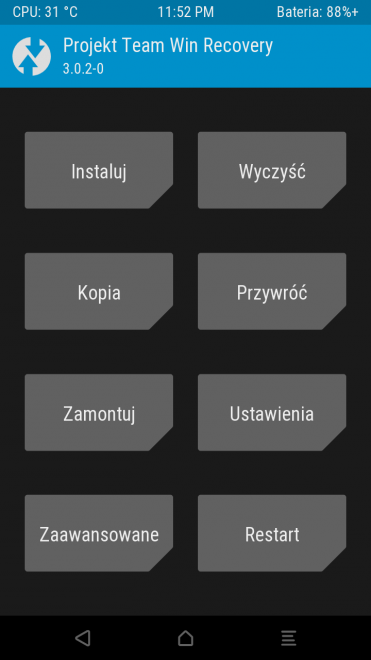 CPU: 31 °C 11:52 PM Bateria: 88%+
Projekt Team Win Recovery
3.0.2-0
Instaluj Wyczyść
Kopia Przywróć
Zamontuj Ustawienia
Zaawansowane Restart